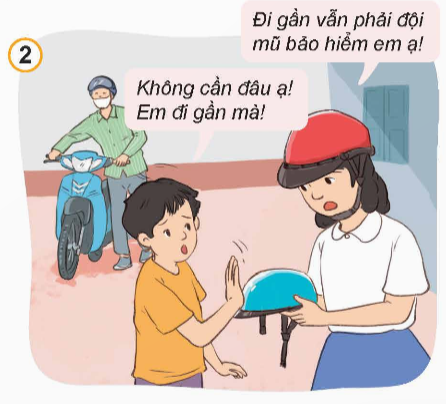 2
Đi gần vẫn phải đội
mũ bảo hiểm em ạ!
Không cần đâu ạ!
Em đi gần mà!